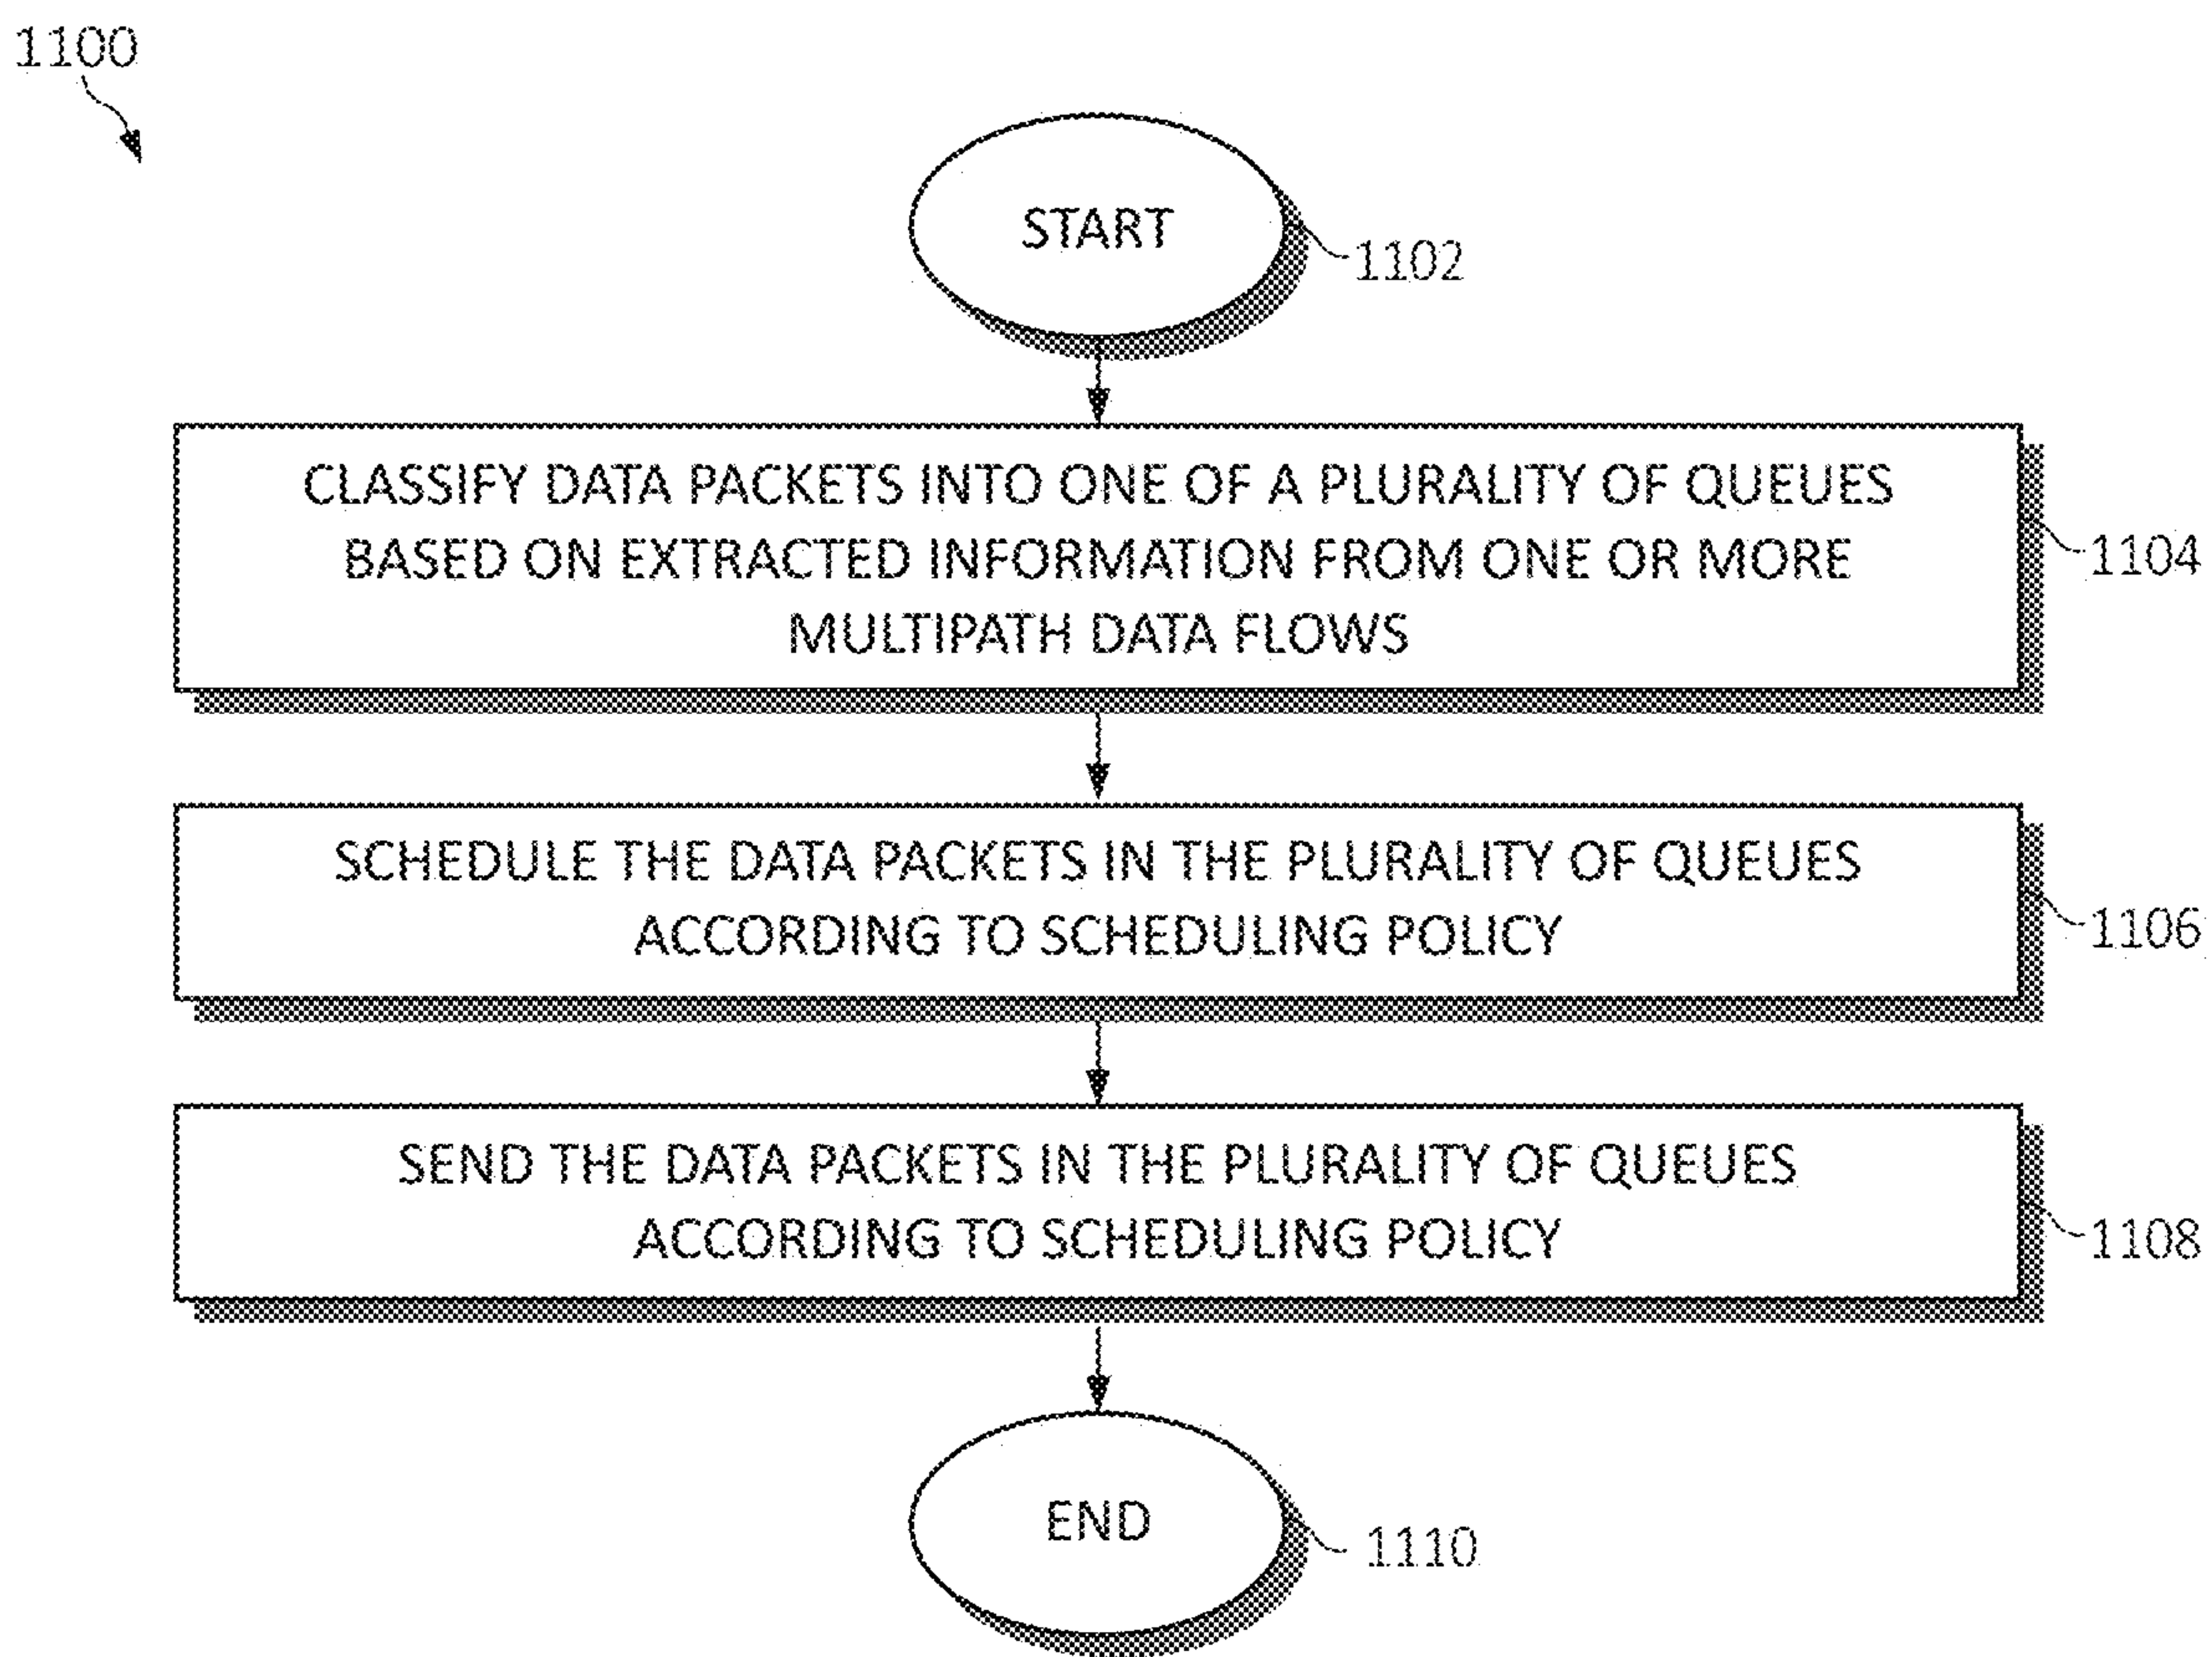 1100
START
1102
CLASSIFY DATA PACKETS INTO ONE OF A PLURALITY OF QUEUES
BASED ON EXTRACTED INFORMATION FROM ONE OR MORE
MULTIPATH DATA FLOWS
1104
SCHEDULE THE DATA PACKETS IN THE PLURALITY OF QUEUES
ACCORDING TO SCHEDULING POLICY
1106
SEND THE DATA PACKETS IN THE PLURALITY OF QUEUES
ACCORDING TO SCHEDULING POLICY
1108
END
1110